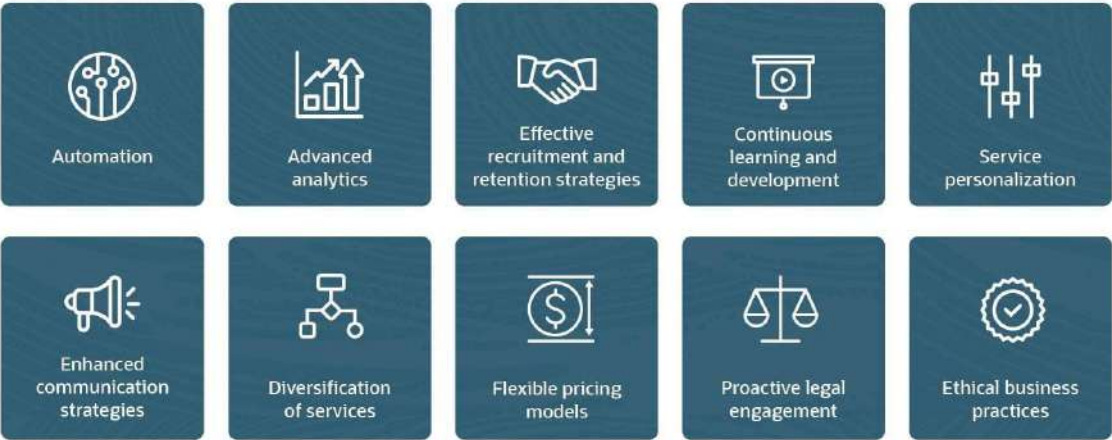 Automation
Advanced
analytics
Effective
recruitment and
retention strategies
Continuous
learning and
development
Service
personalization
Enhanced
communication
strategies
Diversification
of services
Flexible pricing
models
Proactive legal
engagement
Ethical business
practices